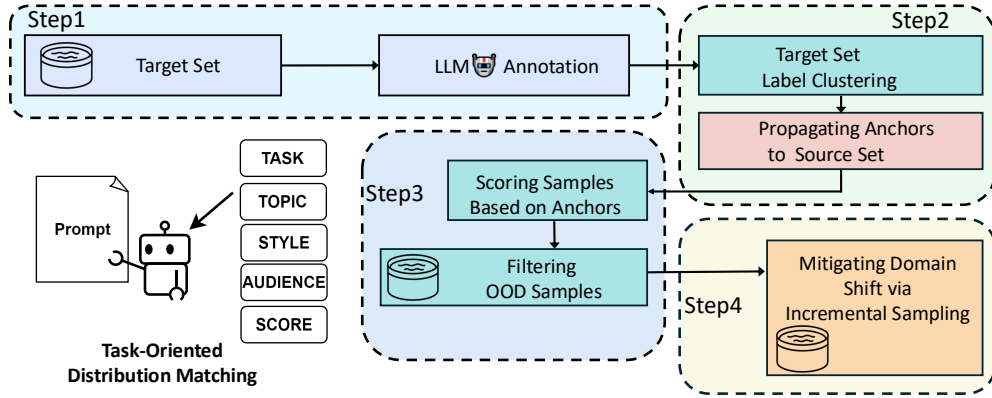 Step1
Target Set
LLM Annotation
Step2
Target Set
Label Clustering
Propagating Anchors
to Source Set
Step3
Scoring Samples
Based on Anchors
Filtering
OOD Samples
Step4
Mitigating Domain
Shift via
Incremental Sampling
Prompt
TASK
TOPIC
STYLE
AUDIENCE
SCORE
Task-Oriented
Distribution Matching